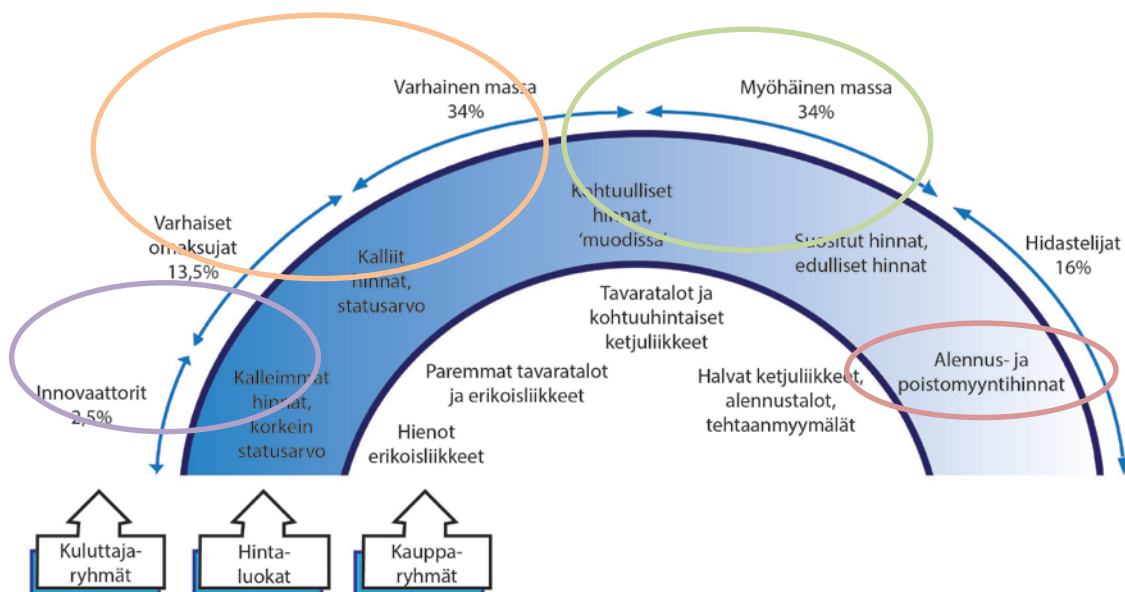 Varhainen massa
34%
Myöhäinen massa
34%
Varhaiset
omaksujat
13,5%
Hidastelijat
16%
Innovaattorit
2,5%
Kalleimmat
hinnat,
korkein
statusarvo
Kalliit
hinnat,
statusarvo
Kohtuulliset
hinnat,
'muodissa'
Suositut hinnat,
edulliset hinnat
Alennus- ja
poistomyyntihinnat
Hienot
erikoisliikkeet
Paremmat tavaratalot
ja erikoisliikkeet
Tavaratalot ja
kohtuuhintaiset
ketjuliikkeet
Halvat ketjuliikkeet,
alennustalot,
tehtaanmyymälät
Kuluttaja-
ryhmät
Hinta-
luokat
Kauppa-
ryhmät